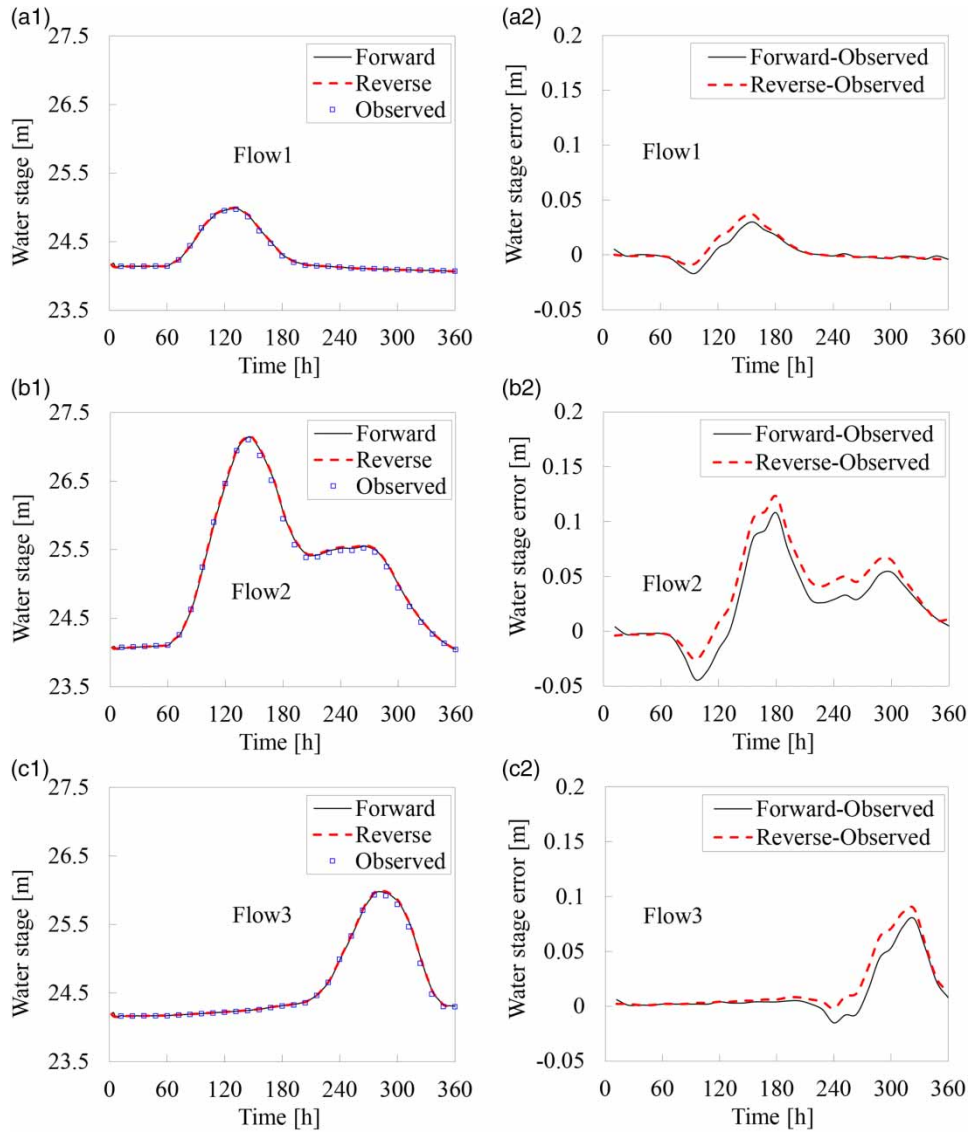 (a1)
27.5
26.5
25.5
24.5
23.5
Water stage [m]
Forward
Reverse
Observed
Flow1
0 60 120 180 240 300 360
Time [h]
(a2)
0.2
0.15
0.1
0.05
0
-0.05
Water stage error [m]
Forward-Observed
Reverse-Observed
Flow1
0 60 120 180 240 300 360
Time [h]
(b1)
27.5
26.5
25.5
24.5
23.5
Water stage [m]
Forward
Reverse
Observed
Flow2
0 60 120 180 240 300 360
Time [h]
(b2)
0.2
0.15
0.1
0.05
0
-0.05
Water stage error [m]
Forward-Observed
Reverse-Observed
Flow2
0 60 120 180 240 300 360
Time [h]
(c1)
27.5
26.5
25.5
24.5
23.5
Water stage [m]
Forward
Reverse
Observed
Flow3
0 60 120 180 240 300 360
Time [h]
(c2)
0.2
0.15
0.1
0.05
0
-0.05
Water stage error [m]
Forward-Observed
Reverse-Observed
Flow3
0 60 120 180 240 300 360
Time [h]